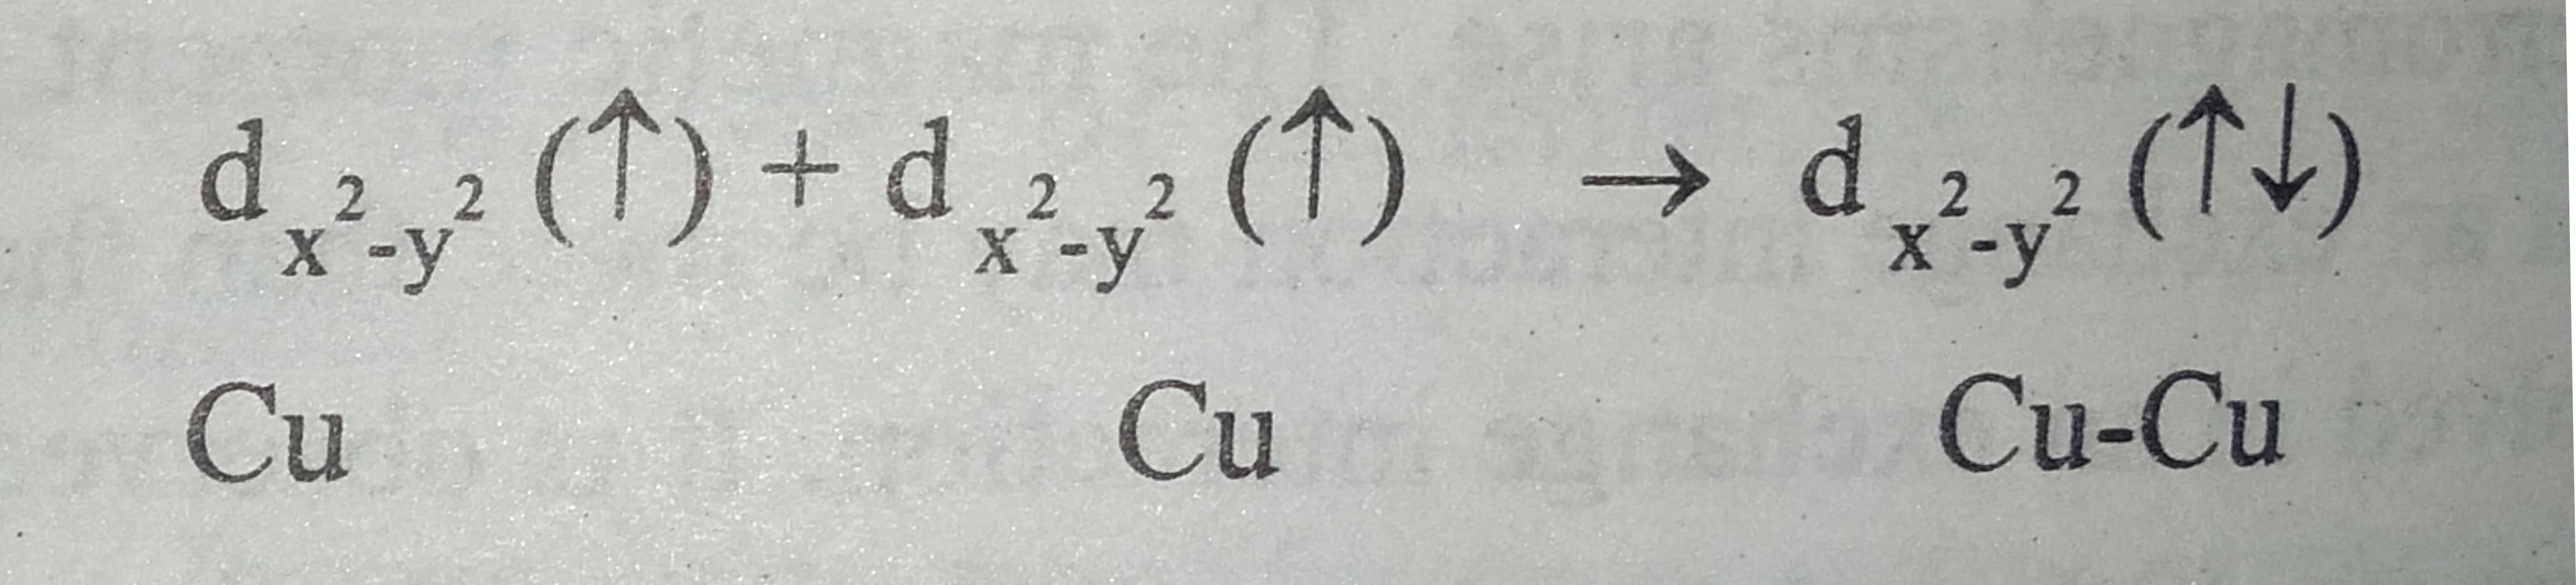 d x²-y² (↑) + d x²-y² (↑) → d x²-y² (↑↓)
Cu Cu Cu-Cu